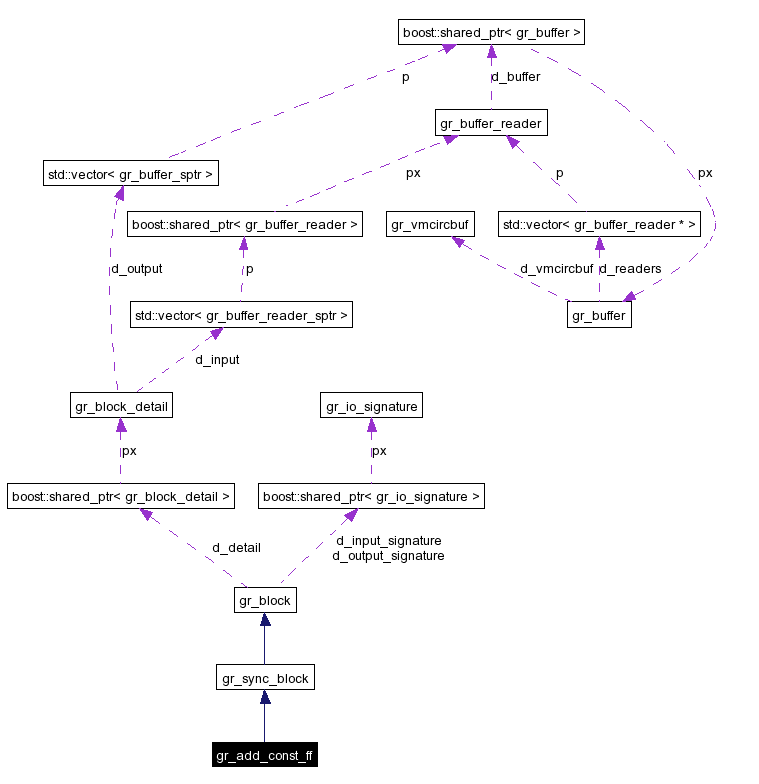 boost::shared_ptr< gr_buffer >
p
d_buffer
gr_buffer_reader
std::vector< gr_buffer_sptr >
px
p
px
boost::shared_ptr< gr_buffer_reader >
gr_vmcircbuf
std::vector< gr_buffer_reader * >
d_output
p
d_vmcircbuf
d_readers
std::vector< gr_buffer_reader_sptr >
gr_buffer
d_input
gr_block_detail
gr_io_signature
px
px
boost::shared_ptr< gr_block_detail >
boost::shared_ptr< gr_io_signature >
d_detail
d_input_signature
d_output_signature
gr_block
gr_sync_block
gr_add_const_ff